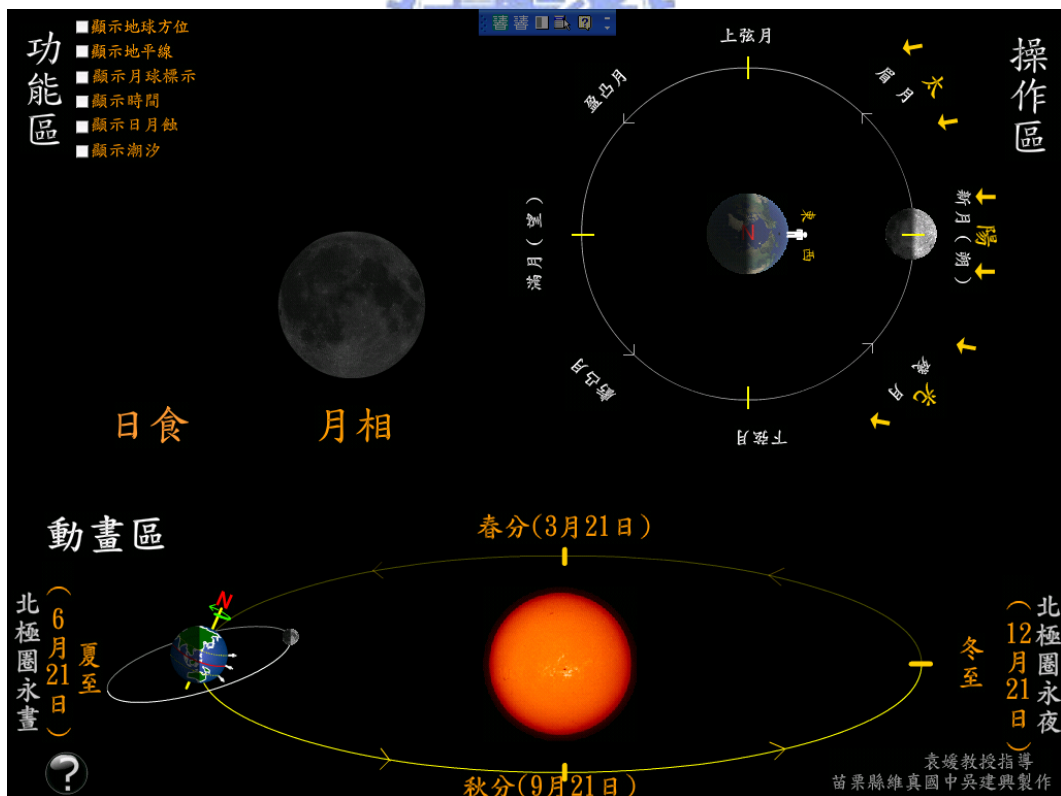 功能區
顯示地球方位
顯示地平線
顯示月球標示
顯示時間
顯示日月蝕
顯示潮汐
操作區
上弦月
盈凸月
眉月
太
陽
光
滿月(望)
新月(朔)
N
東
西
虧凸月
殘月
下弦月
日食
月相
動畫區
春分(3月21日)
北極圈永晝
(6月21日)
夏至
N
冬至
(12月21日)
北極圈永夜
秋分(9月21日)
?
袁媛教授指導
苗栗縣維真國中吳建興製作